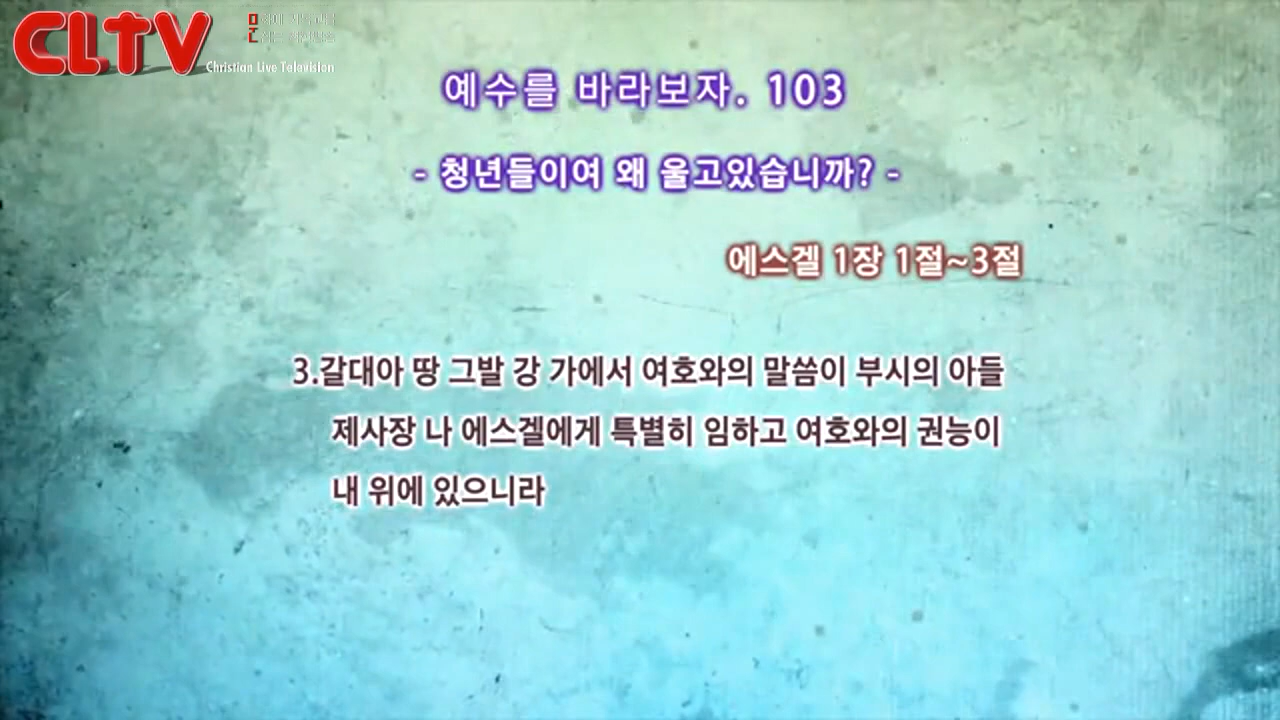 CLTV
Christian Live Television
예수를 바라보자. 103
- 청년들이여 왜 울고있습니까? -
에스겔 1장 1절~3절
3.갈대아 땅 그발 강 가에서 여호와의 말씀이 부시의 아들
제사장 나 에스겔에게 특별히 임하고 여호와의 권능이
내 위에 있으니라